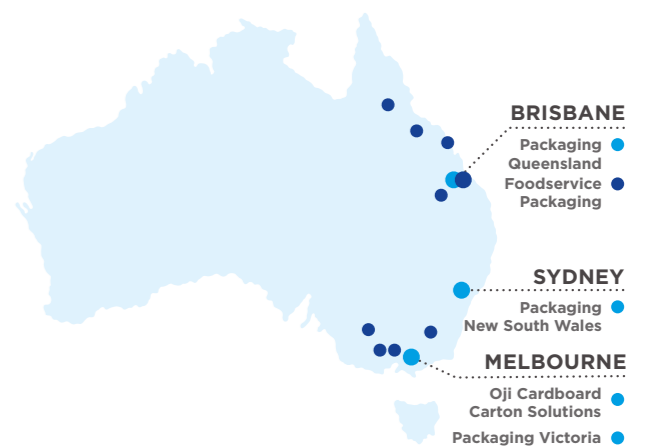 BRISBANE
Packaging
Queensland
Foodservice
Packaging
SYDNEY
Packaging
New South Wales
MELBOURNE
Oji Cardboard
Carton Solutions
Packaging Victoria